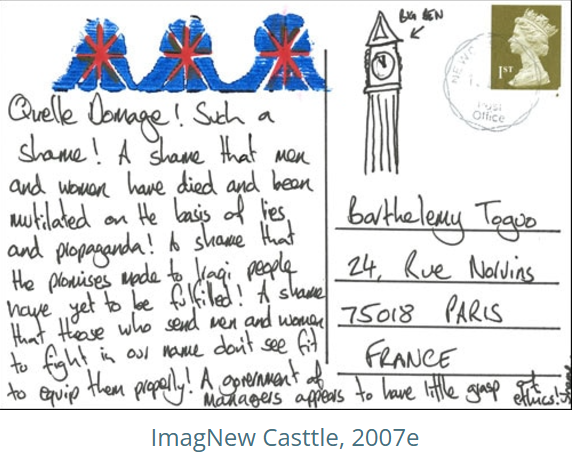 BIG BEN
1ST
NEWC
Post
Office
Quelle Domage! Such a
shame! A shame that men
and women have died and been
mutilated on the basis of lies
and propaganda! A shame that
the promises made to Iraqi people
have yet to be fulfilled! A shame
that those who send men and women
to fight in our name don't see fit
to equip them properly! A government of
managers appears to have little grasp of
ethics! Shame
Barthelemy Toguo
24, Rue Norvins
75018 PARIS
FRANCE
ImagNew Casttle, 2007e